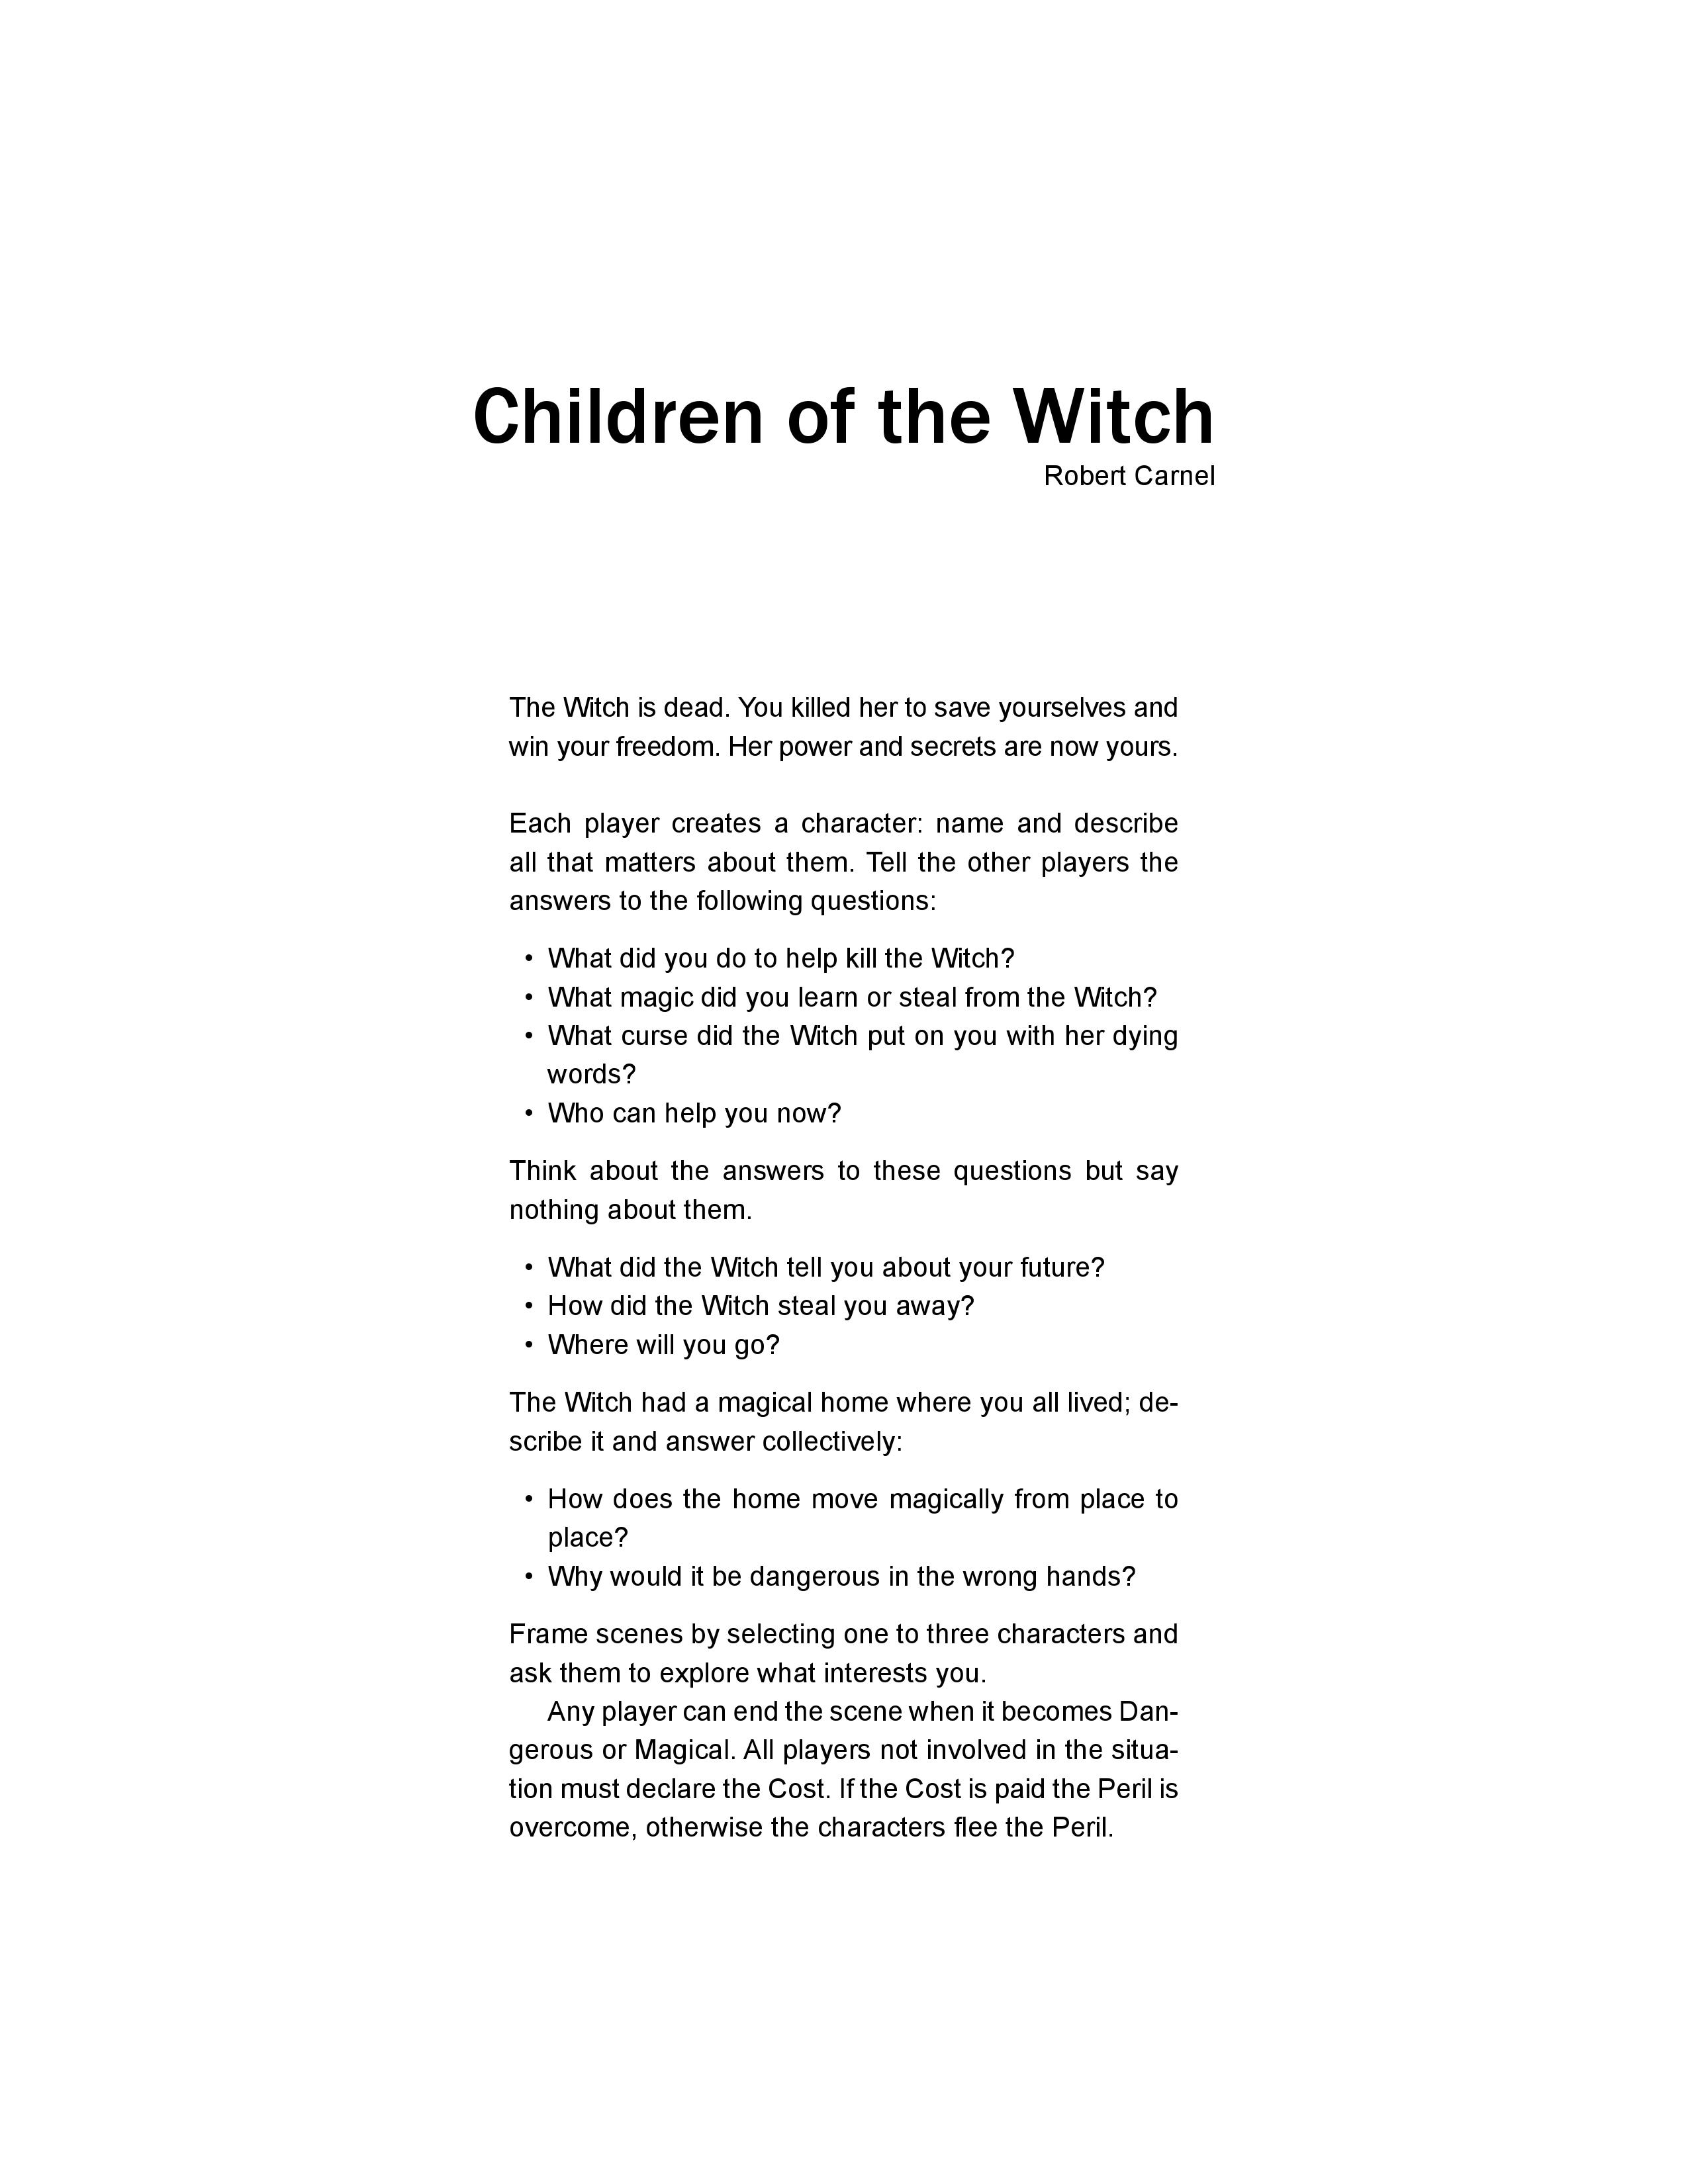 Children of the Witch
Robert Carnel
The Witch is dead. You killed her to save yourselves and
win your freedom. Her power and secrets are now yours.
Each player creates a character: name and describe
all that matters about them. Tell the other players the
answers to the following questions:
• What did you do to help kill the Witch?
• What magic did you learn or steal from the Witch?
• What curse did the Witch put on you with her dying
words?
• Who can help you now?
Think about the answers to these questions but say
nothing about them.
• What did the Witch tell you about your future?
• How did the Witch steal you away?
• Where will you go?
The Witch had a magical home where you all lived; de-
scribe it and answer collectively:
• How does the home move magically from place to
place?
• Why would it be dangerous in the wrong hands?
Frame scenes by selecting one to three characters and
ask them to explore what interests you.
Any player can end the scene when it becomes Dan-
gerous or Magical. All players not involved in the situa-
tion must declare the Cost. If the Cost is paid the Peril is
overcome, otherwise the characters flee the Peril.